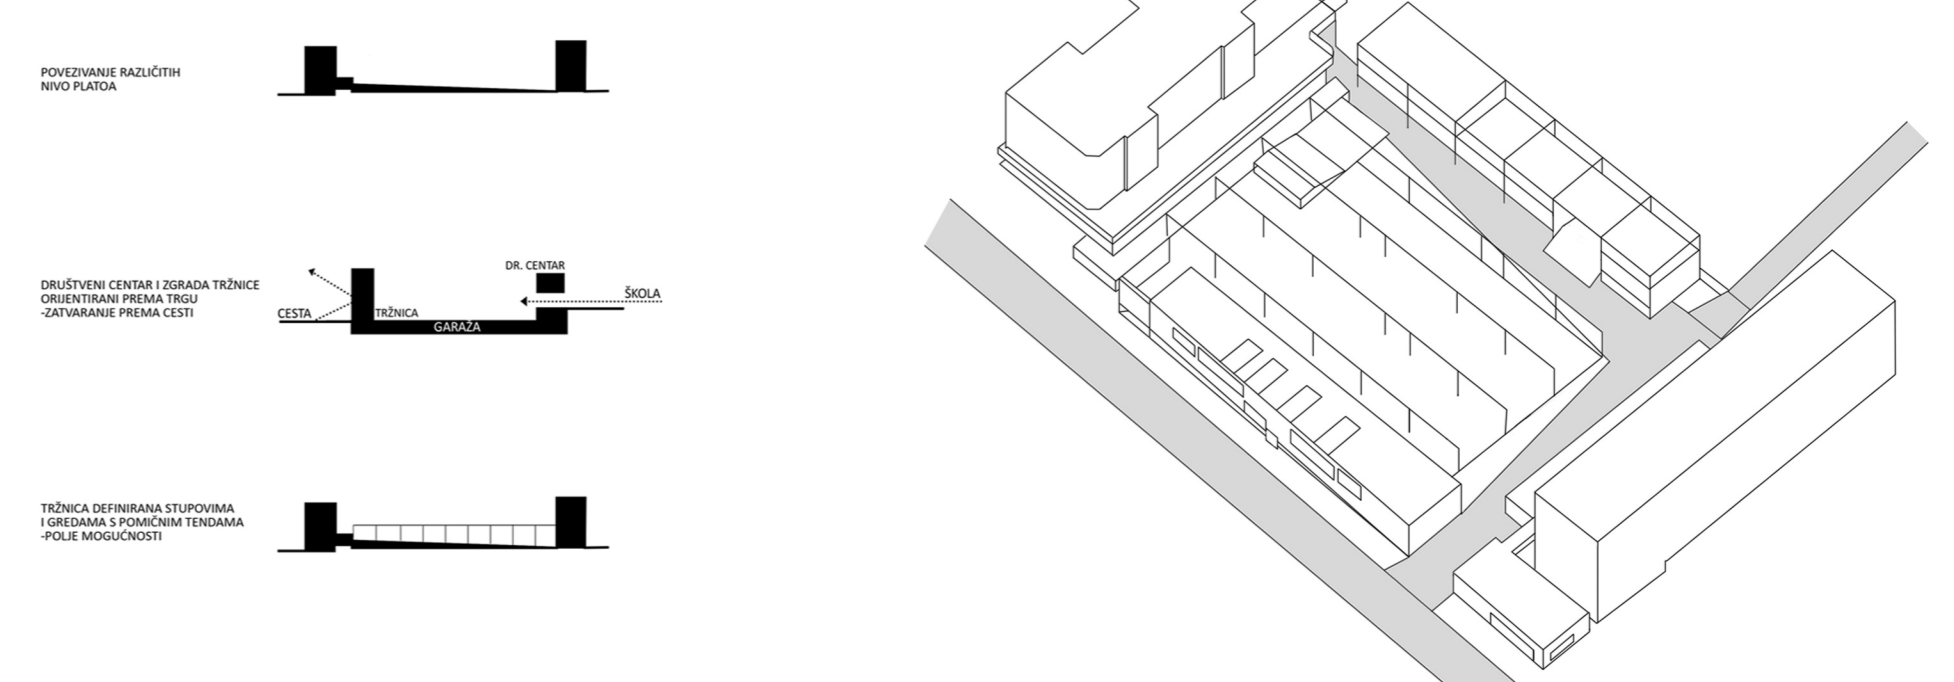 POVEZIVANJE RAZLIČITIH
NIVO PLATOA
DRUŠTVENI CENTAR I ZGRADA TRŽNICE
ORIJENTIRANI PREMA TRGU
-ZATVARANJE PREMA CESTI
DR. CENTAR
ŠKOLA
CESTA
TRŽNICA
GARAŽA
TRŽNICA DEFINIRANA STUPOVIMA
I GREDAMA S POMIČNIM TENDAMA
-POLJE MOGUĆNOSTI